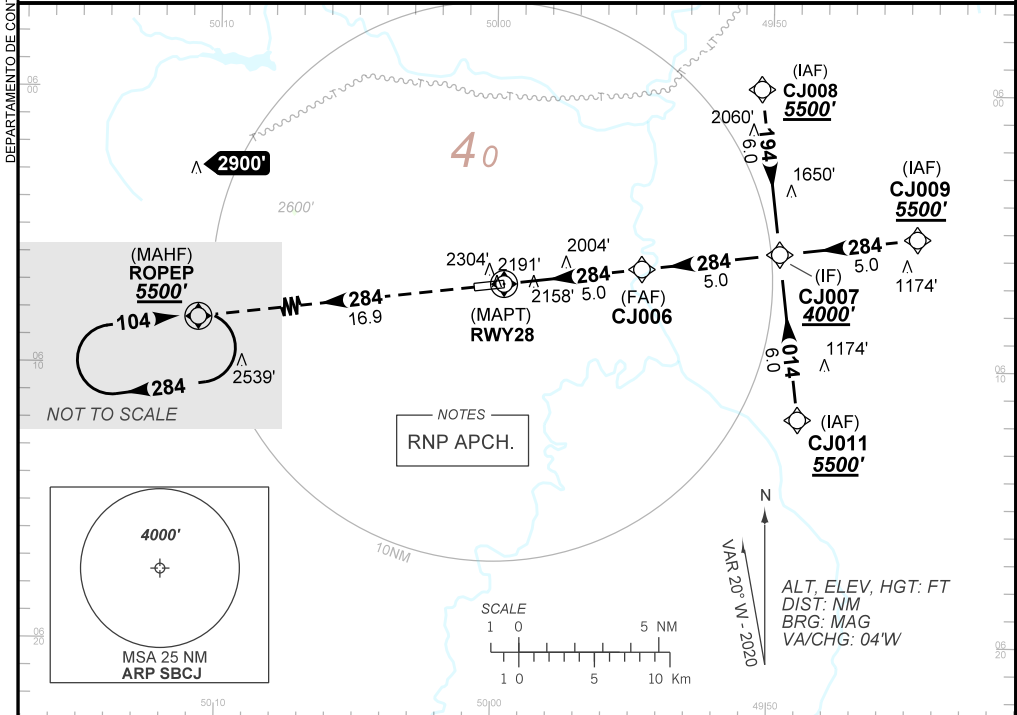 DEPARTAMENTO DE CON
50 10
50 00
49 50
06 00
06 00
(IAF)
CJ008
5500'
2060'
194
6.0
1650'
4 0
2900'
2600'
(IAF)
CJ009
5500'
(MAHF)
ROPEP
5500'
2304'
2191'
2004'
2158'
284
5.0
284
5.0
284
5.0
1174'
(IF)
CJ007
4000'
(FAF)
CJ006
(MAPT)
RWY28
284
16.9
104
284
2539'
NOT TO SCALE
06 10
06 10
1174'
014
6.0
(IAF)
CJ011
5500'
NOTES
RNP APCH.
4000'
MSA 25 NM
ARP SBCJ
10NM
N
VAR 20° W - 2020
ALT, ELEV, HGT: FT
DIST: NM
BRG: MAG
VA/CHG: 04'W
SCALE
1 0 5 NM
1 0 5 10 Km
06 20
06 20
50 10
50 00
49 50